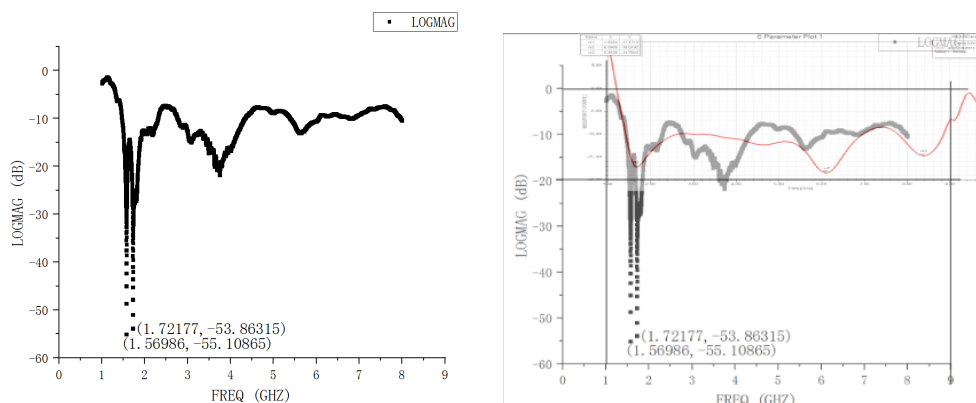 LOGMAG
0
-10
-20
-30
-40
-50
-60
LOGMAG (dB)
(1.72177, -53.86315)
(1.56986, -55.10865)
0 1 2 3 4 5 6 7 8 9
FREQ (GHZ)
S Parameter Plot 1
LOGMAG
0
-10
-20
-30
-40
-50
-60
LOGMAG (dB)
(1.72177, -53.86315)
(1.56986, -55.10865)
0 1 2 3 4 5 6 7 8 9
FREQ (GHZ)